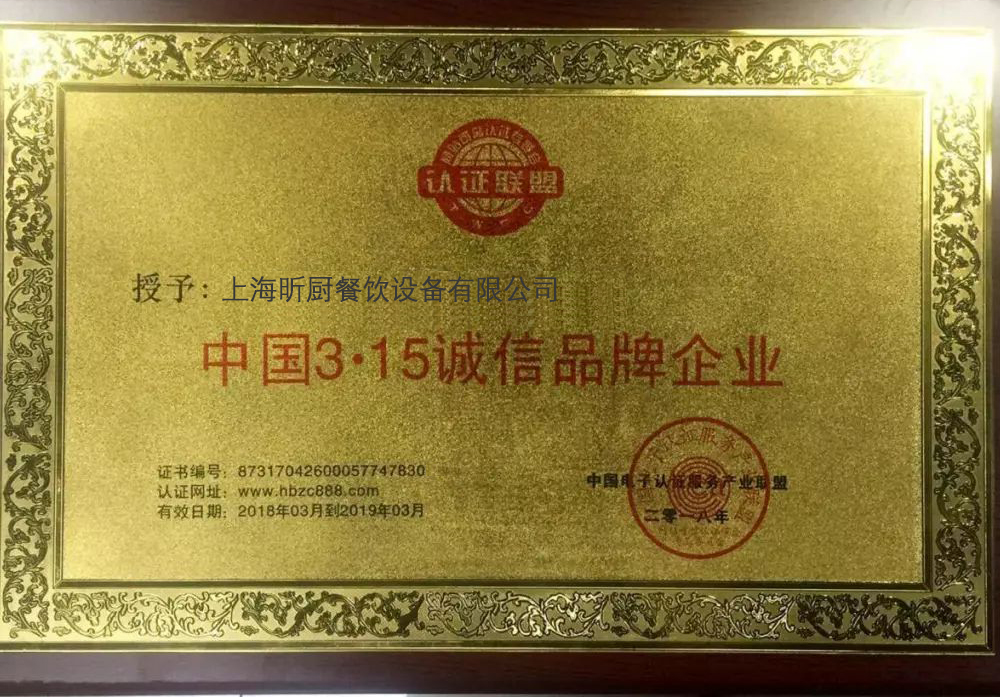 认证联盟
授予：上海昕厨餐饮设备有限公司
中国3·15诚信品牌企业
证书编号：87317042600057747830
认证网址：www.hbzc888.com
有效日期：2018年03月到2019年03月
中国电子认证服务产业联盟
二零一八年